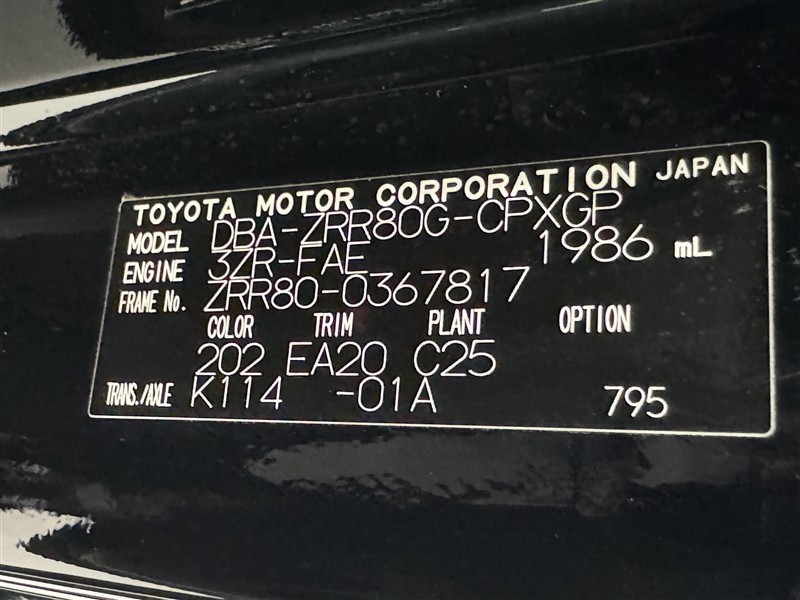 TOYOTA MOTOR CORPORATION JAPAN
MODEL DBA-ZRR80G-CPXGP
ENGINE 3ZR-FAE 1986 mL
FRAME No. ZRR80-0367817
COLOR TRIM PLANT OPTION
202 EA20 C25
TRANS./AXLE K114 -01A 795